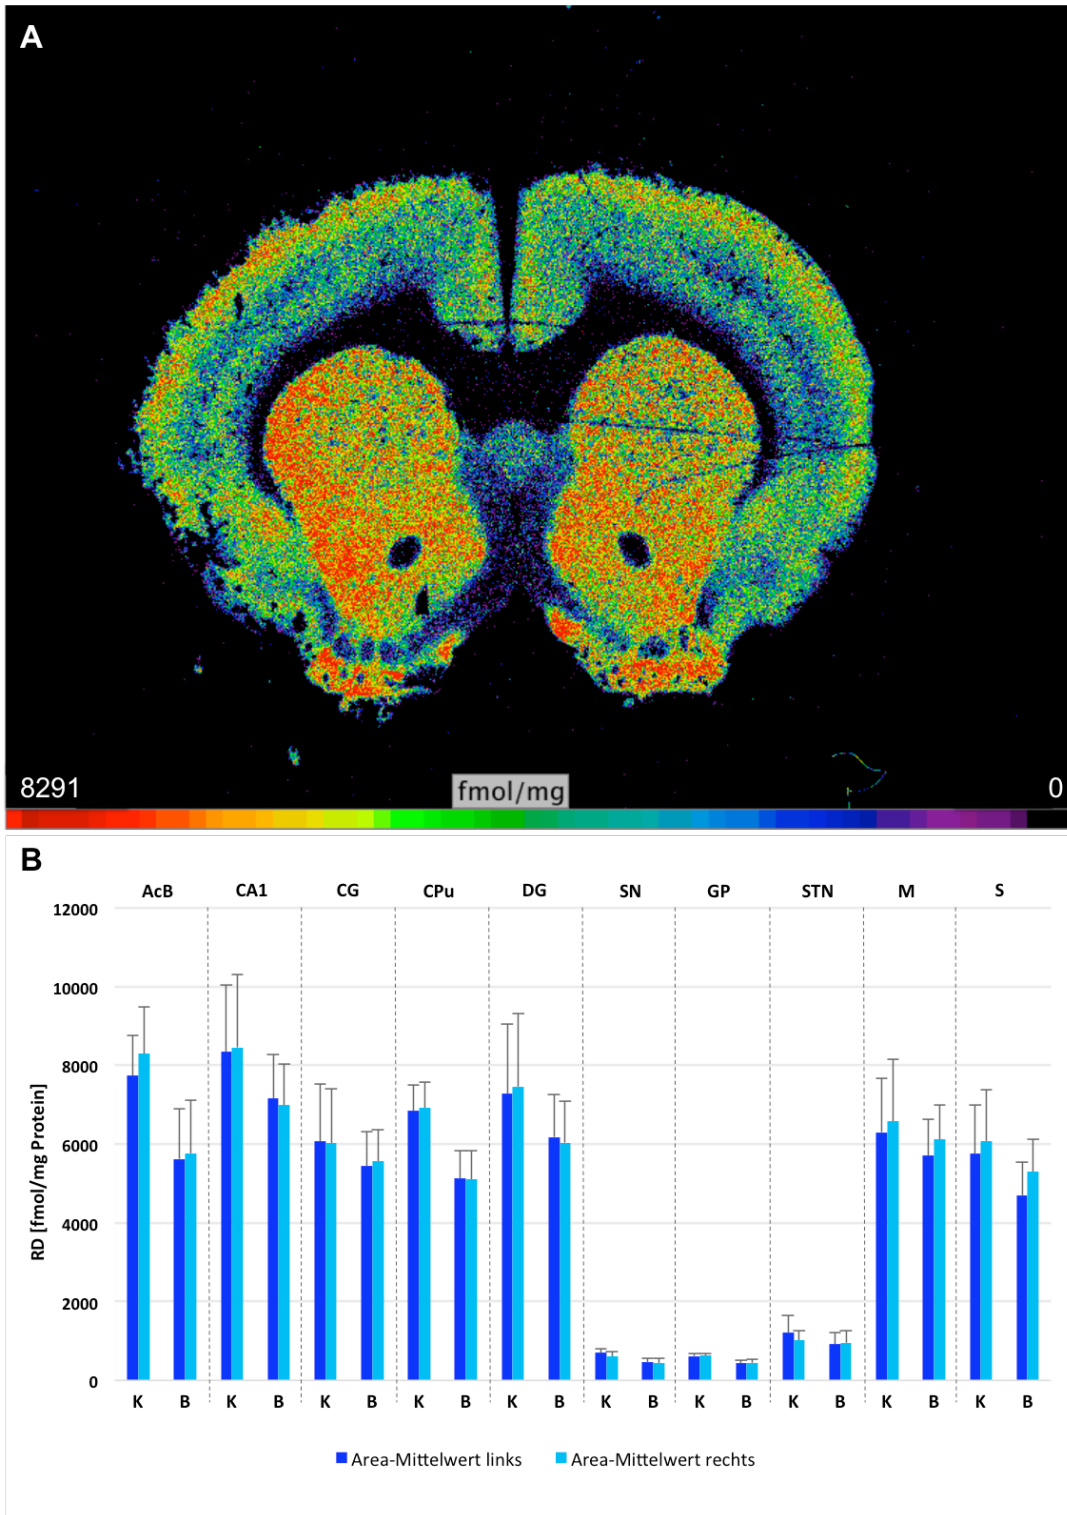 A
8291 fmol/mg 0
B
AcB CA1 CG CPu DG SN GP STN M S
12000
10000
8000
6000
4000
2000
0
RD [fmol/mg Protein]
K B K B K B K B K B K B K B K B K B K B
Area-Mittelwert links Area-Mittelwert rechts